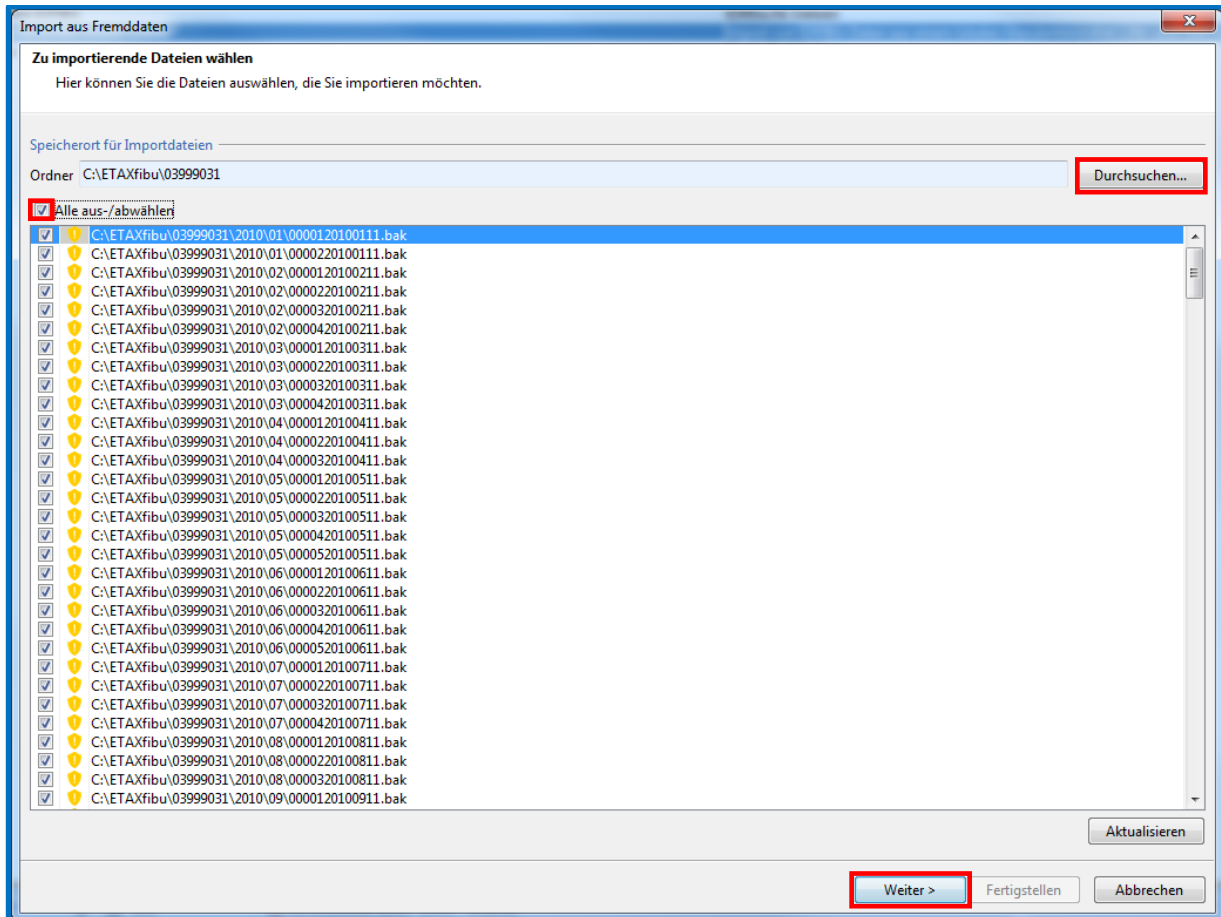 Import aus Fremddaten
Zu importierende Dateien wählen
Hier können Sie die Dateien auswählen, die Sie importieren möchten.
Speicherort für Importdateien
Ordner C:\ETAXfibu\03999031 Durchsuchen...
Alle aus-/abwählen
C:\ETAXfibu\03999031\2010\01\0000120100111.bak
C:\ETAXfibu\03999031\2010\01\0000220100111.bak
C:\ETAXfibu\03999031\2010\02\0000120100211.bak
C:\ETAXfibu\03999031\2010\02\0000220100211.bak
C:\ETAXfibu\03999031\2010\02\0000320100211.bak
C:\ETAXfibu\03999031\2010\02\0000420100211.bak
C:\ETAXfibu\03999031\2010\03\0000120100311.bak
C:\ETAXfibu\03999031\2010\03\0000220100311.bak
C:\ETAXfibu\03999031\2010\03\0000320100311.bak
C:\ETAXfibu\03999031\2010\03\0000420100311.bak
C:\ETAXfibu\03999031\2010\04\0000120100411.bak
C:\ETAXfibu\03999031\2010\04\0000220100411.bak
C:\ETAXfibu\03999031\2010\04\0000320100411.bak
C:\ETAXfibu\03999031\2010\05\0000120100511.bak
C:\ETAXfibu\03999031\2010\05\0000220100511.bak
C:\ETAXfibu\03999031\2010\05\0000320100511.bak
C:\ETAXfibu\03999031\2010\05\0000420100511.bak
C:\ETAXfibu\03999031\2010\05\0000520100511.bak
C:\ETAXfibu\03999031\2010\06\0000120100611.bak
C:\ETAXfibu\03999031\2010\06\0000220100611.bak
C:\ETAXfibu\03999031\2010\06\0000320100611.bak
C:\ETAXfibu\03999031\2010\06\0000420100611.bak
C:\ETAXfibu\03999031\2010\06\0000520100611.bak
C:\ETAXfibu\03999031\2010\07\0000120100711.bak
C:\ETAXfibu\03999031\2010\07\0000220100711.bak
C:\ETAXfibu\03999031\2010\07\0000320100711.bak
C:\ETAXfibu\03999031\2010\07\0000420100711.bak
C:\ETAXfibu\03999031\2010\08\0000120100811.bak
C:\ETAXfibu\03999031\2010\08\0000220100811.bak
C:\ETAXfibu\03999031\2010\08\0000320100811.bak
C:\ETAXfibu\03999031\2010\09\0000120100911.bak
Aktualisieren
Weiter > Fertigstellen Abbrechen